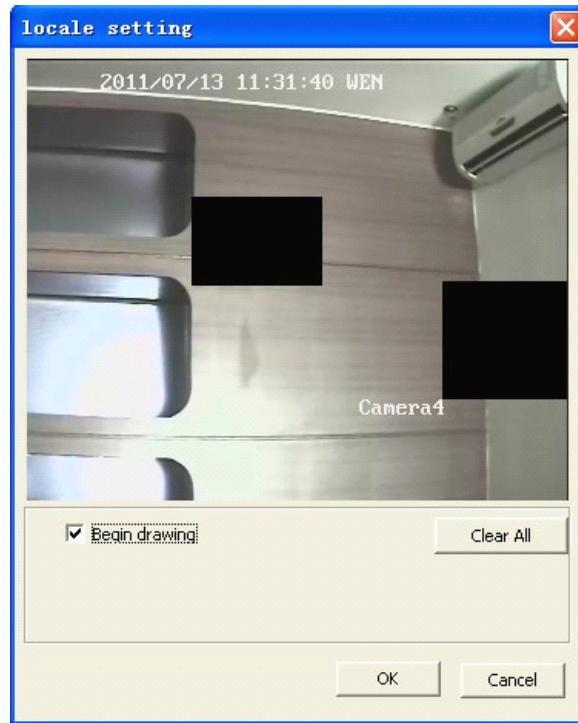 locale setting
2011/07/13 11:31:40 WEN
Camera4
Begin drawing
Clear All
OK
Cancel